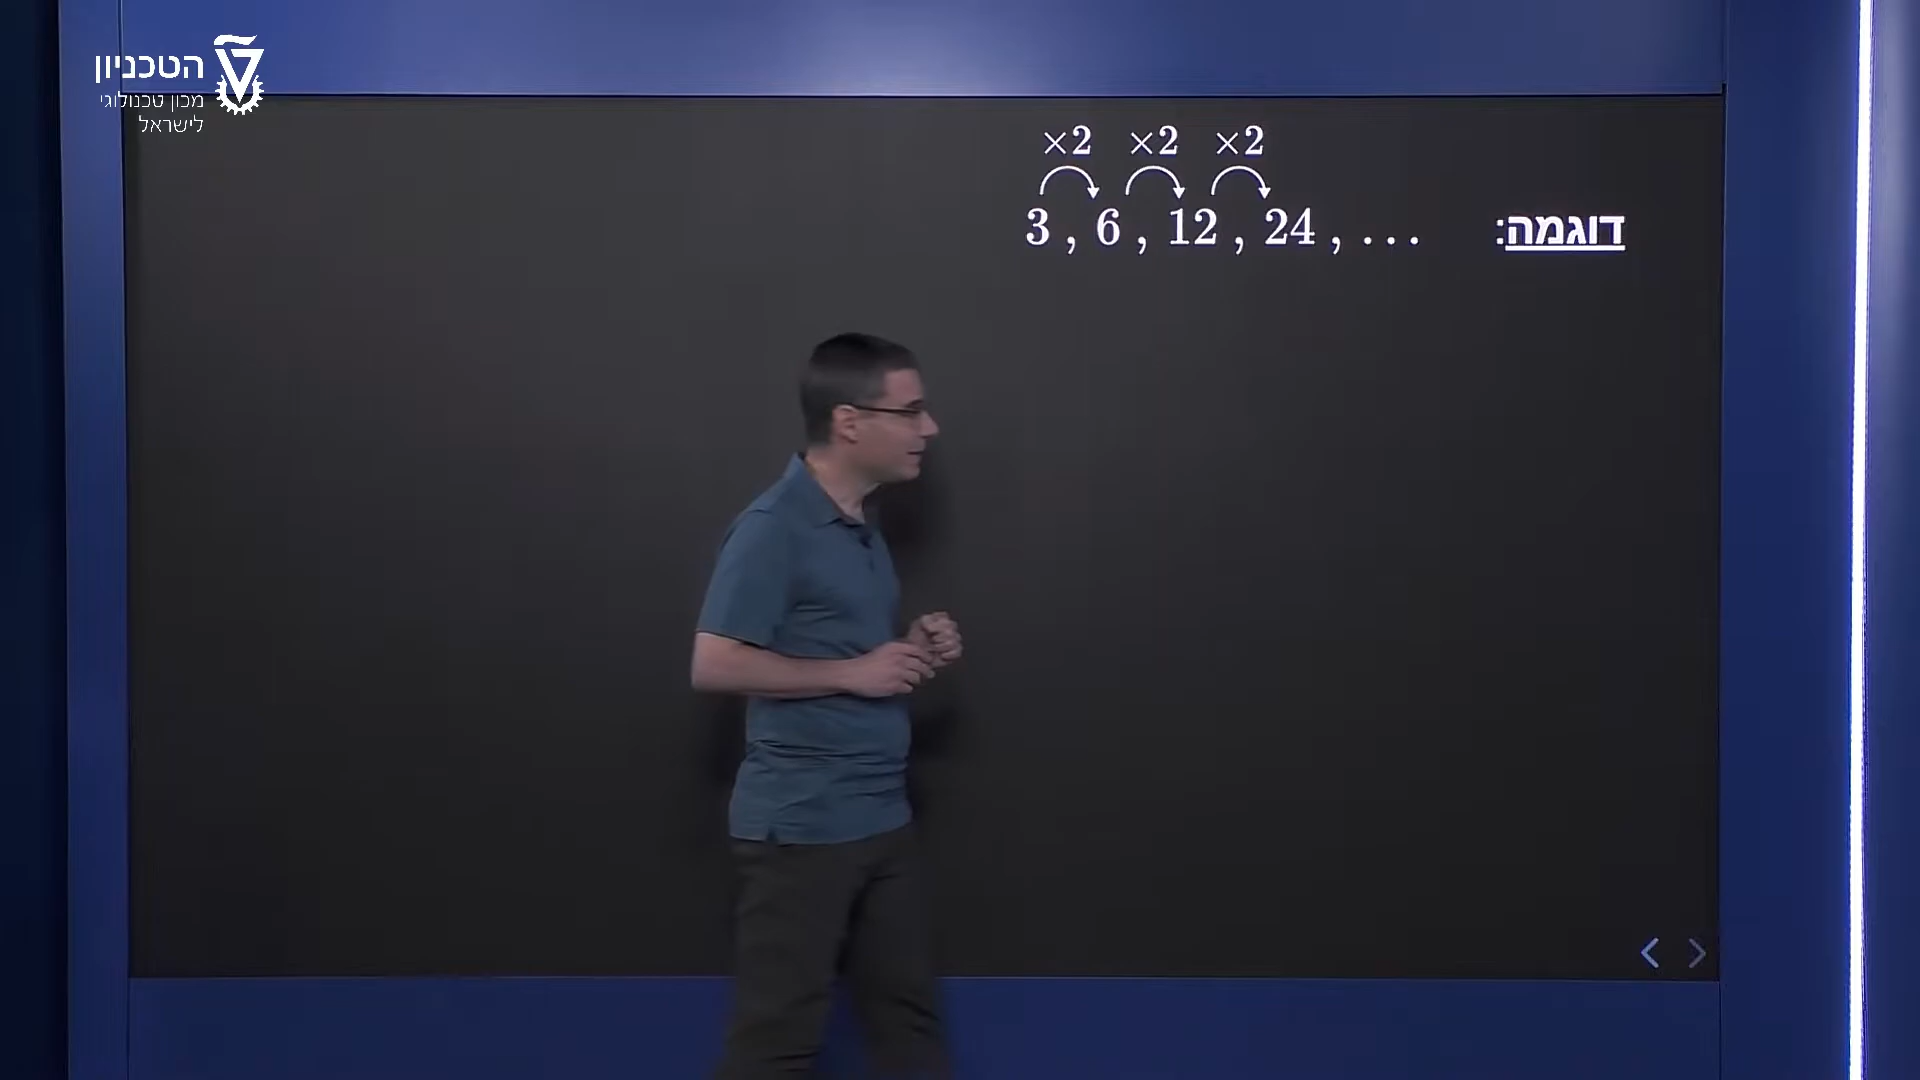 הטכניון
מכון טכנולוגי
לישראל
×2 ×2 ×2
דוגמה: 3 , 6 , 12 , 24 , ...